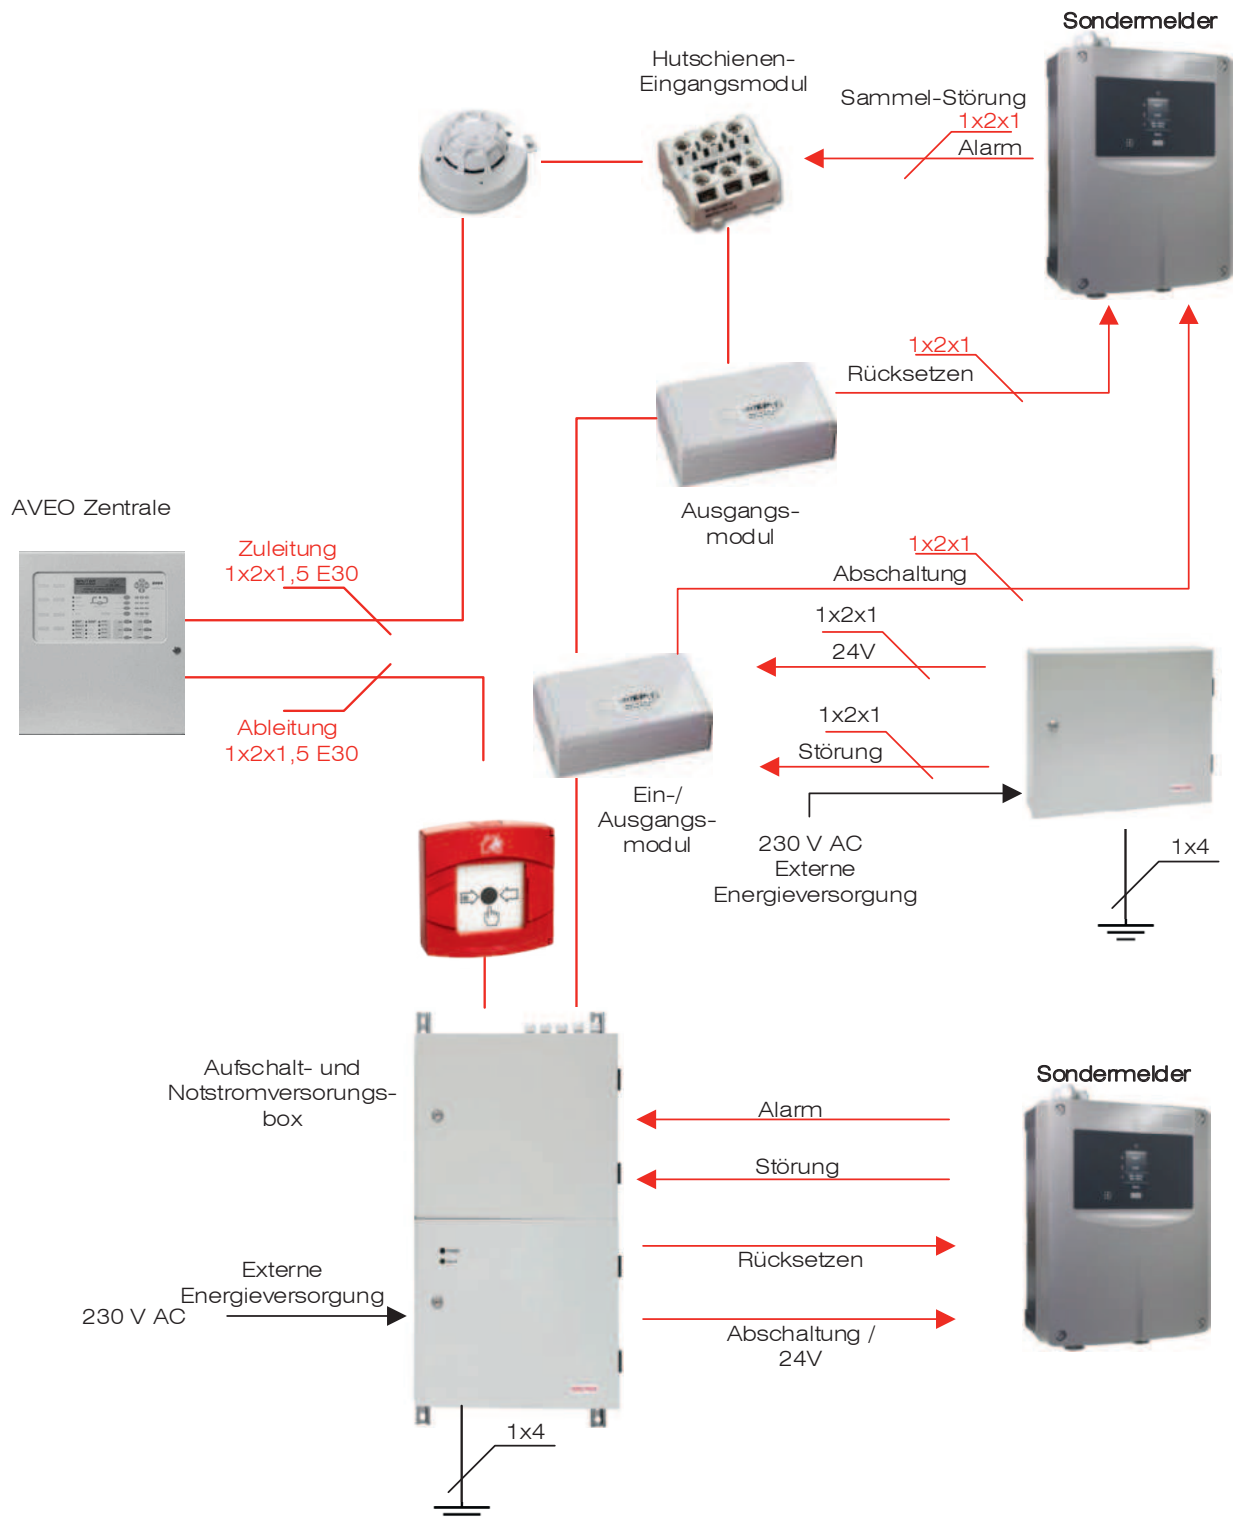 Sondermelder
Hutschienen-
Eingangsmodul
Sammel-Störung
1x2x1
Alarm
1x2x1
Rücksetzen
AVEO Zentrale
Ausgangs-
modul
Zuleitung
1x2x1,5 E30
1x2x1
Abschaltung
1x2x1
24V
Ableitung
1x2x1,5 E30
1x2x1
Störung
Ein-/
Ausgangs-
modul
230 V AC
Externe
Energieversorgung
1x4
Aufschalt- und
Notstromversorungs-
box
Sondermelder
Alarm
Störung
Rücksetzen
Externe
Energieversorgung
230 V AC
Abschaltung /
24V
1x4